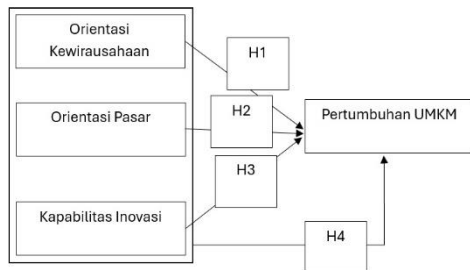 Orientasi
Kewirausahaan
H1
Orientasi Pasar
H2
Pertumbuhan UMKM
H3
Kapabilitas Inovasi
H4